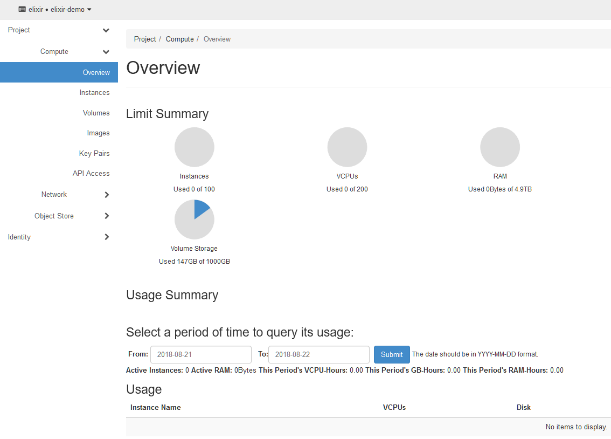 elixir • elixir-demo
Project
Compute
Overview
Instances
Volumes
Images
Key Pairs
API Access
Network
Object Store
Identity
Project / Compute / Overview
Overview
Limit Summary
Instances
Used 0 of 100
VCPUs
Used 0 of 200
RAM
Used 0Bytes of 4.9TB
Volume Storage
Used 147GB of 1000GB
Usage Summary
Select a period of time to query its usage:
From: 2018-08-21 To: 2018-08-22 Submit The date should be in YYYY-MM-DD format.
Active Instances: 0 Active RAM: 0Bytes This Period's VCPU-Hours: 0.00 This Period's GB-Hours: 0.00 This Period's RAM-Hours: 0.00
Usage
Instance Name VCPUs Disk
No items to display